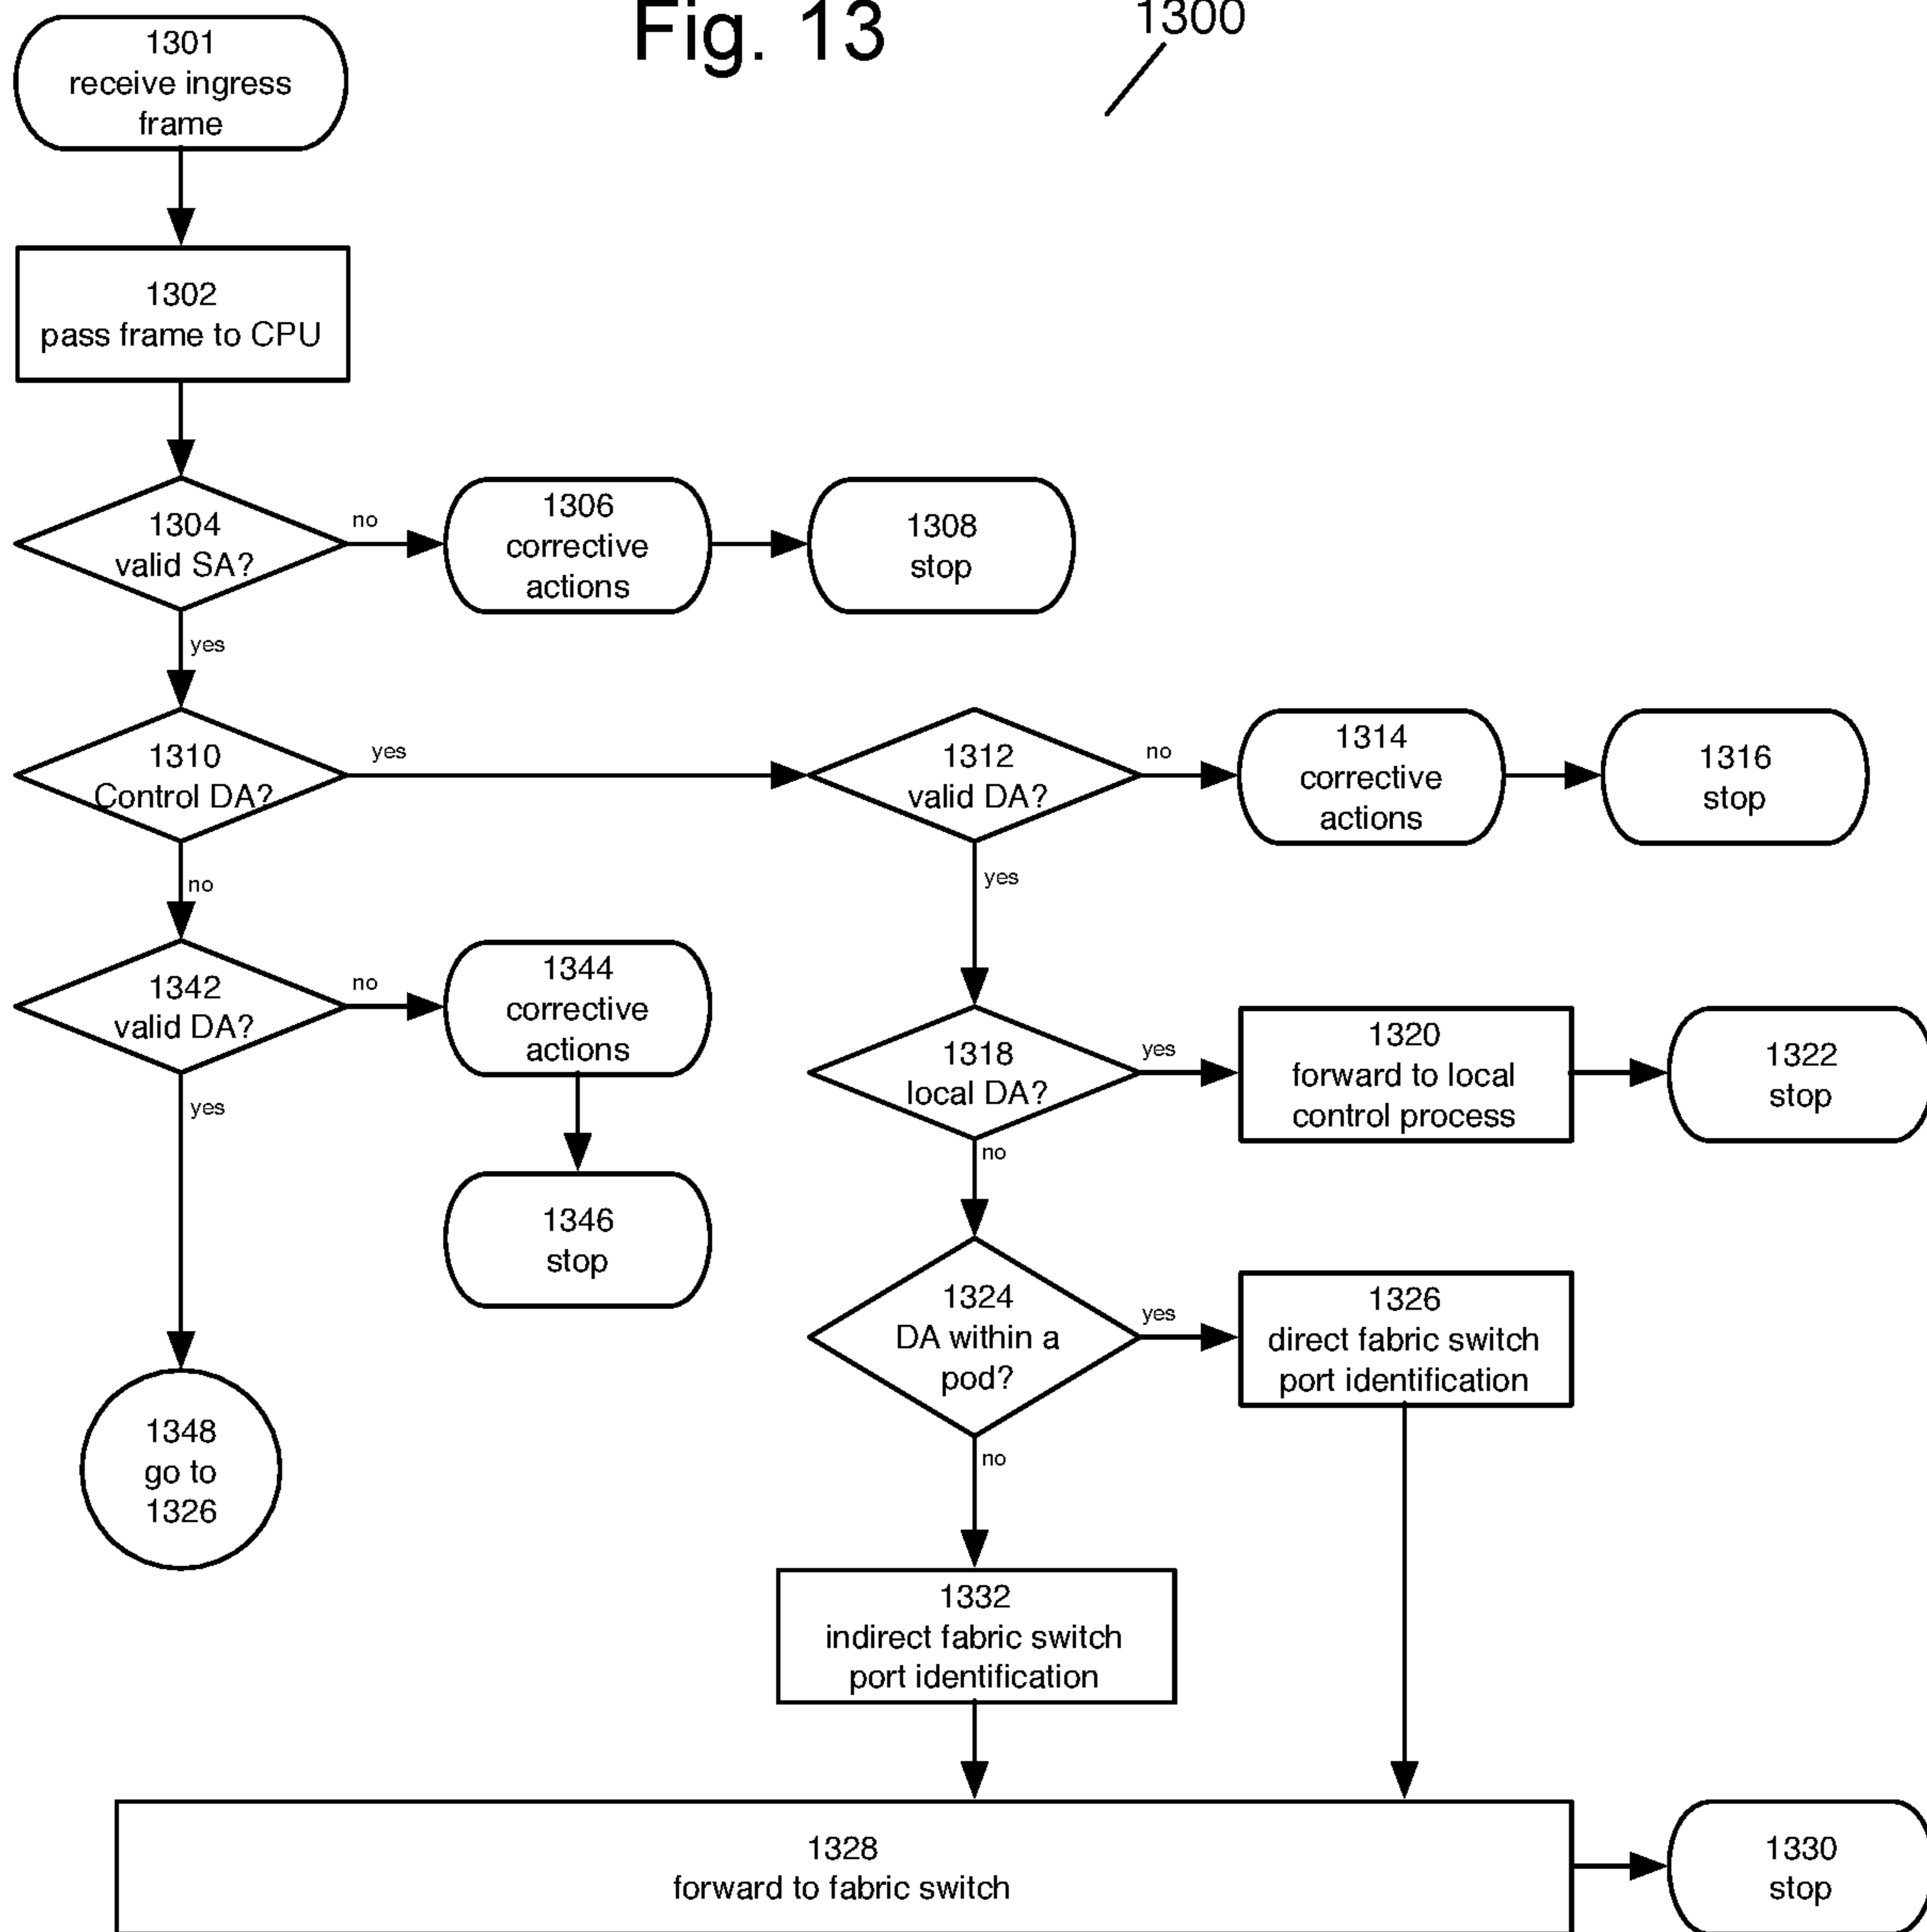 Fig. 13
1300
1301
receive ingress
frame
1302
pass frame to CPU
1304
valid SA?
no
1306
corrective
actions
1308
stop
yes
1310
Control DA?
yes
1312
valid DA?
no
1314
corrective
actions
1316
stop
no
yes
1342
valid DA?
no
1344
corrective
actions
1318
local DA?
yes
1320
forward to local
control process
1322
stop
yes
no
1346
stop
1324
DA within a
pod?
yes
1326
direct fabric switch
port identification
1348
go to
1326
no
1332
indirect fabric switch
port identification
1328
forward to fabric switch
1330
stop